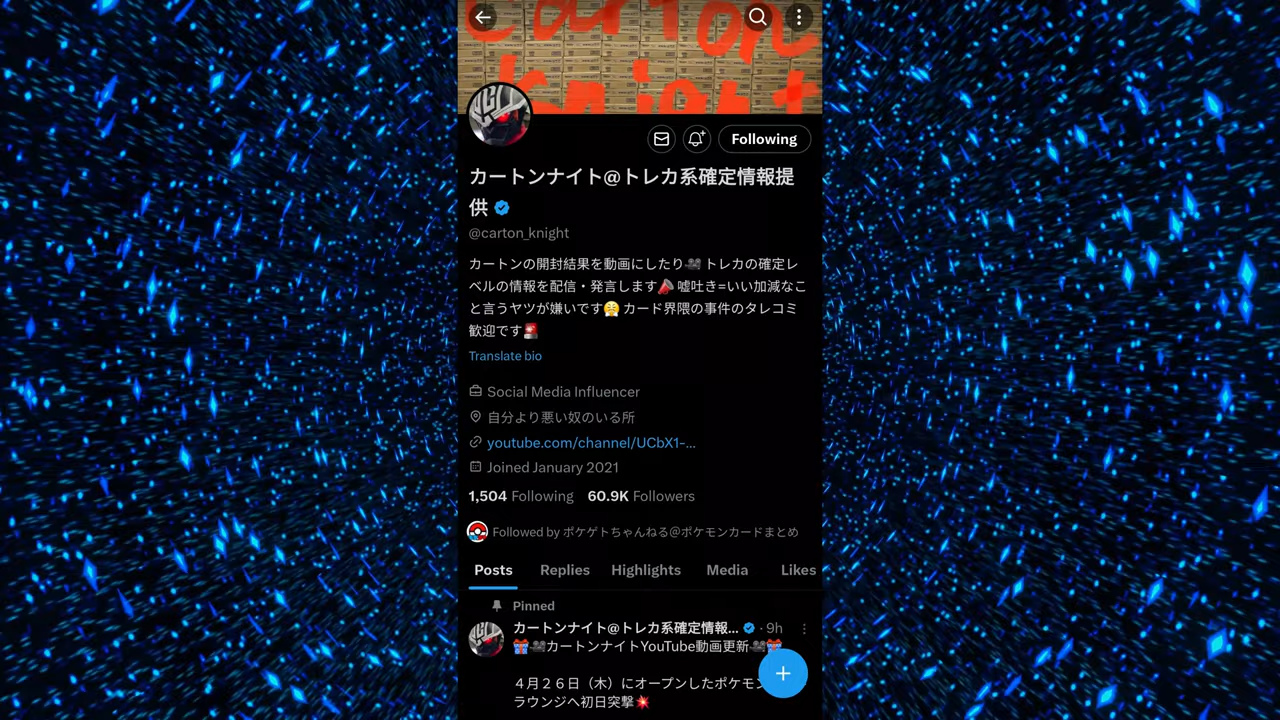 carton
knight
Following
カートンナイト@トレカ系確定情報提
供
@carton_knight
カートンの開封結果を動画にしたり🎥 トレカの確定レ
ベルの情報を配信・発言します📣 嘘吐き=いい加減なこ
と言うヤツが嫌いです😤 カード界隈の事件のタレコミ
歓迎です🚨
Translate bio
Social Media Influencer
自分より悪い奴のいる所
youtube.com/channel/UCbX1-...
Joined January 2021
1,504 Following 60.9K Followers
Followed by ポケゲトちゃんねる@ポケモンカードまとめ
Posts Replies Highlights Media Likes
Pinned
カートンナイト@トレカ系確定情報... · 9h
🎁🎥カートンナイトYouTube動画更新🎥🎁
４月２６日（木）にオープンしたポケモン
ラウンジへ初日突撃💥